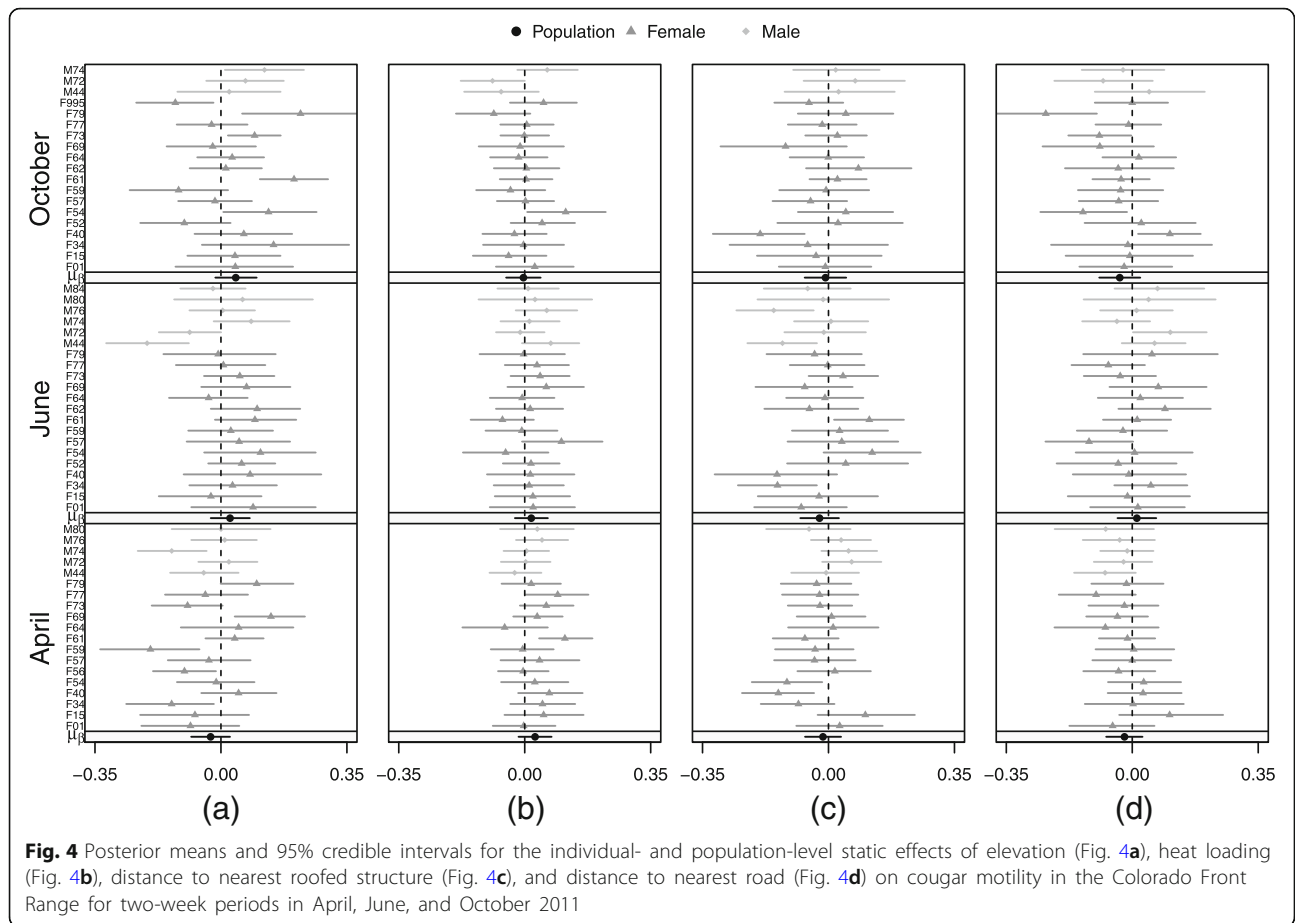 Population Female Male
October
M74
M72
M44
F995
F79
F77
F73
F69
F64
F62
F61
F59
F57
F54
F52
F40
F34
F15
F01
μβ
June
M84
M80
M76
M74
M72
M44
F79
F77
F73
F69
F64
F62
F61
F59
F57
F54
F52
F40
F34
F15
F01
μβ
April
M80
M76
M74
M72
M44
F79
F77
F73
F69
F64
F61
F59
F57
F56
F54
F40
F34
F15
F01
μβ
−0.35 0.00 0.35 −0.35 0.00 0.35 −0.35 0.00 0.35 −0.35 0.00 0.35
(a) (b) (c) (d)
Fig. 4 Posterior means and 95% credible intervals for the individual- and population-level static effects of elevation (Fig. 4a), heat loading
(Fig. 4b), distance to nearest roofed structure (Fig. 4c), and distance to nearest road (Fig. 4d) on cougar motility in the Colorado Front
Range for two-week periods in April, June, and October 2011